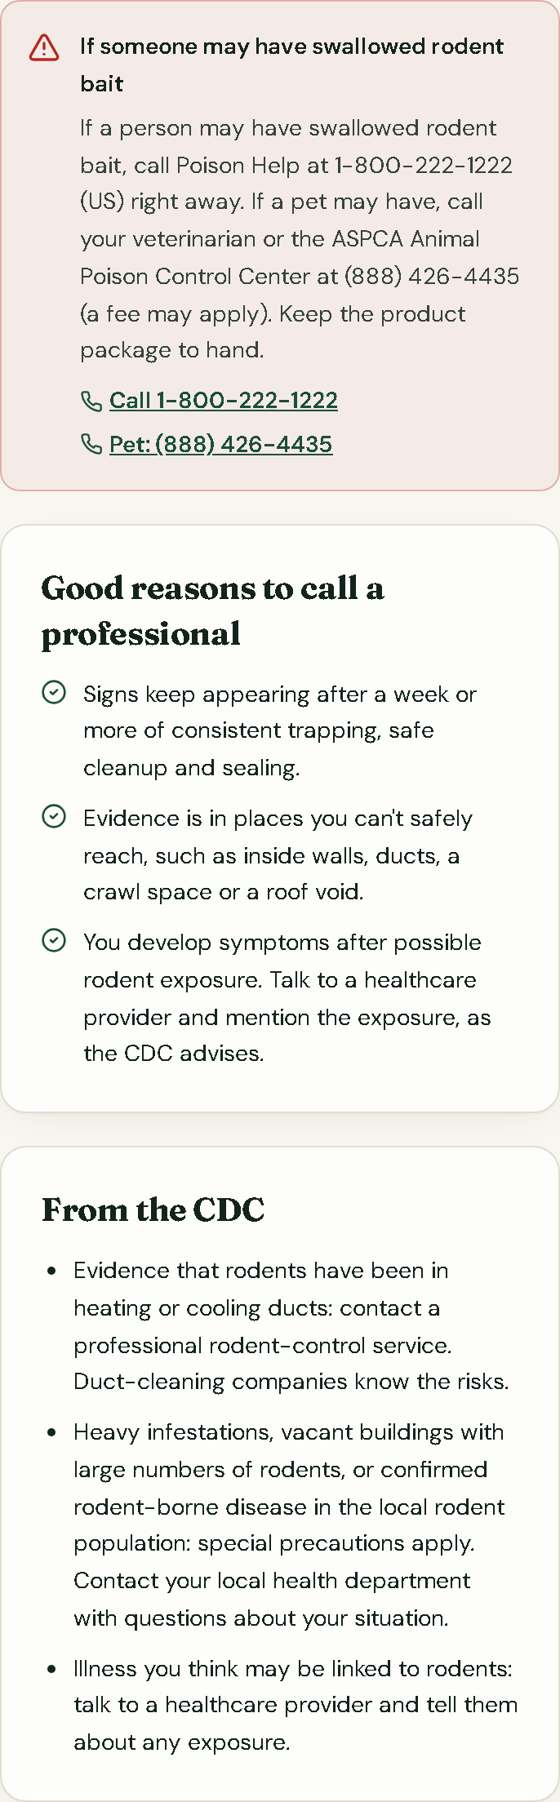 If someone may have swallowed rodent
bait
If a person may have swallowed rodent
bait, call Poison Help at 1-800-222-1222
(US) right away. If a pet may have, call
your veterinarian or the ASPCA Animal
Poison Control Center at (888) 426-4435
(a fee may apply). Keep the product
package to hand.
Call 1-800-222-1222
Pet: (888) 426-4435
Good reasons to call a
professional
Signs keep appearing after a week or
more of consistent trapping, safe
cleanup and sealing.
Evidence is in places you can't safely
reach, such as inside walls, ducts, a
crawl space or a roof void.
You develop symptoms after possible
rodent exposure. Talk to a healthcare
provider and mention the exposure, as
the CDC advises.
From the CDC
• Evidence that rodents have been in
heating or cooling ducts: contact a
professional rodent-control service.
Duct-cleaning companies know the risks.
• Heavy infestations, vacant buildings with
large numbers of rodents, or confirmed
rodent-borne disease in the local rodent
population: special precautions apply.
Contact your local health department
with questions about your situation.
• Illness you think may be linked to rodents:
talk to a healthcare provider and tell them
about any exposure.